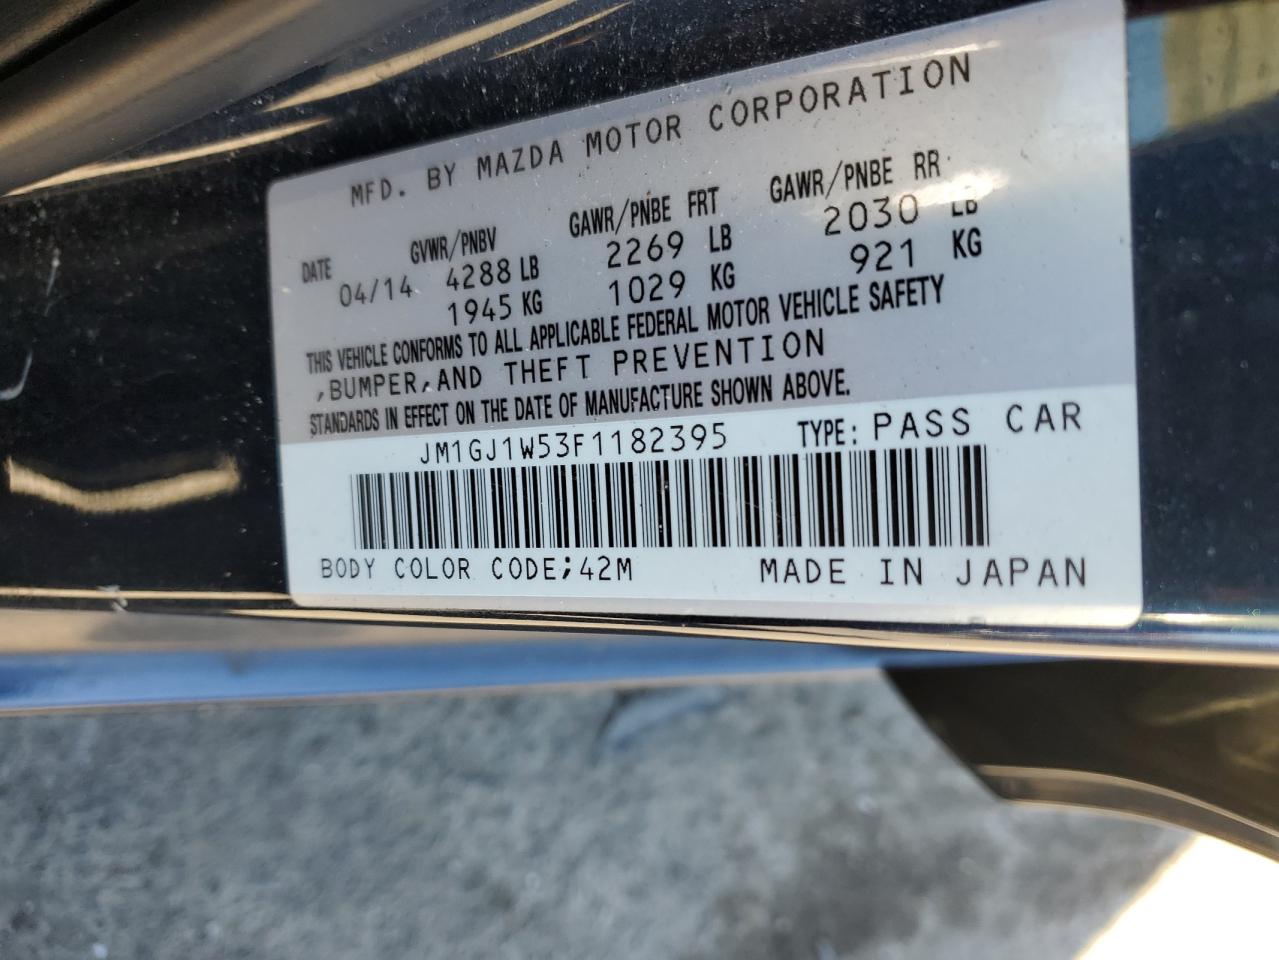 MFD. BY MAZDA MOTOR CORPORATION
DATE GVWR/PNBV GAWR/PNBE FRT GAWR/PNBE RR
04/14 4288 LB 2269 LB 2030 LB
1945 KG 1029 KG 921 KG
THIS VEHICLE CONFORMS TO ALL APPLICABLE FEDERAL MOTOR VEHICLE SAFETY
,BUMPER,AND THEFT PREVENTION
STANDARDS IN EFFECT ON THE DATE OF MANUFACTURE SHOWN ABOVE.
JM1GJ1W53F1182395 TYPE: PASS CAR
BODY COLOR CODE;42M MADE IN JAPAN